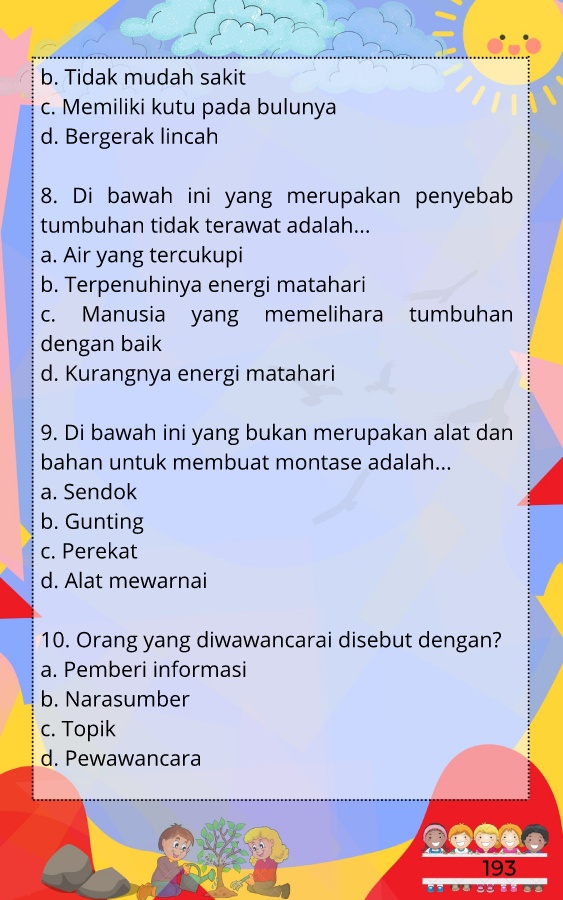 b. Tidak mudah sakit
c. Memiliki kutu pada bulunya
d. Bergerak lincah
8. Di bawah ini yang merupakan penyebab
tumbuhan tidak terawat adalah...
a. Air yang tercukupi
b. Terpenuhinya energi matahari
c. Manusia yang memelihara tumbuhan
dengan baik
d. Kurangnya energi matahari
9. Di bawah ini yang bukan merupakan alat dan
bahan untuk membuat montase adalah...
a. Sendok
b. Gunting
c. Perekat
d. Alat mewarnai
10. Orang yang diwawancarai disebut dengan?
a. Pemberi informasi
b. Narasumber
c. Topik
d. Pewawancara
193